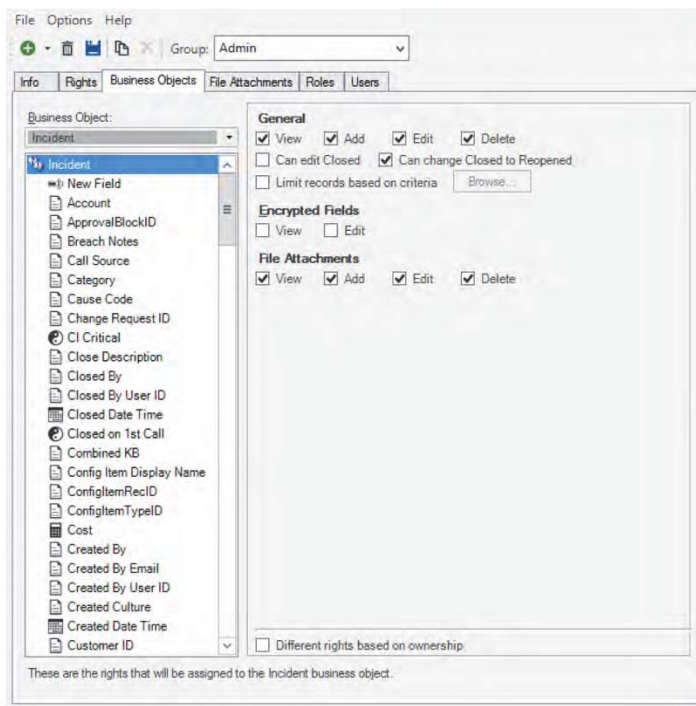 File Options Help
Group: Admin
Info Rights Business Objects File Attachments Roles Users
Business Object:
Incident
Incident
New Field
Account
ApprovalBlockID
Breach Notes
Call Source
Category
Cause Code
Change Request ID
CI Critical
Close Description
Closed By
Closed By User ID
Closed Date Time
Closed on 1st Call
Combined KB
Config Item Display Name
ConfigItemRecID
ConfigItemTypeID
Cost
Created By
Created By Email
Created By User ID
Created Culture
Created Date Time
Customer ID
General
View Add Edit Delete
Can edit Closed Can change Closed to Reopened
Limit records based on criteria Browse...
Encrypted Fields
View Edit
File Attachments
View Add Edit Delete
Different rights based on ownership
These are the rights that will be assigned to the Incident business object.